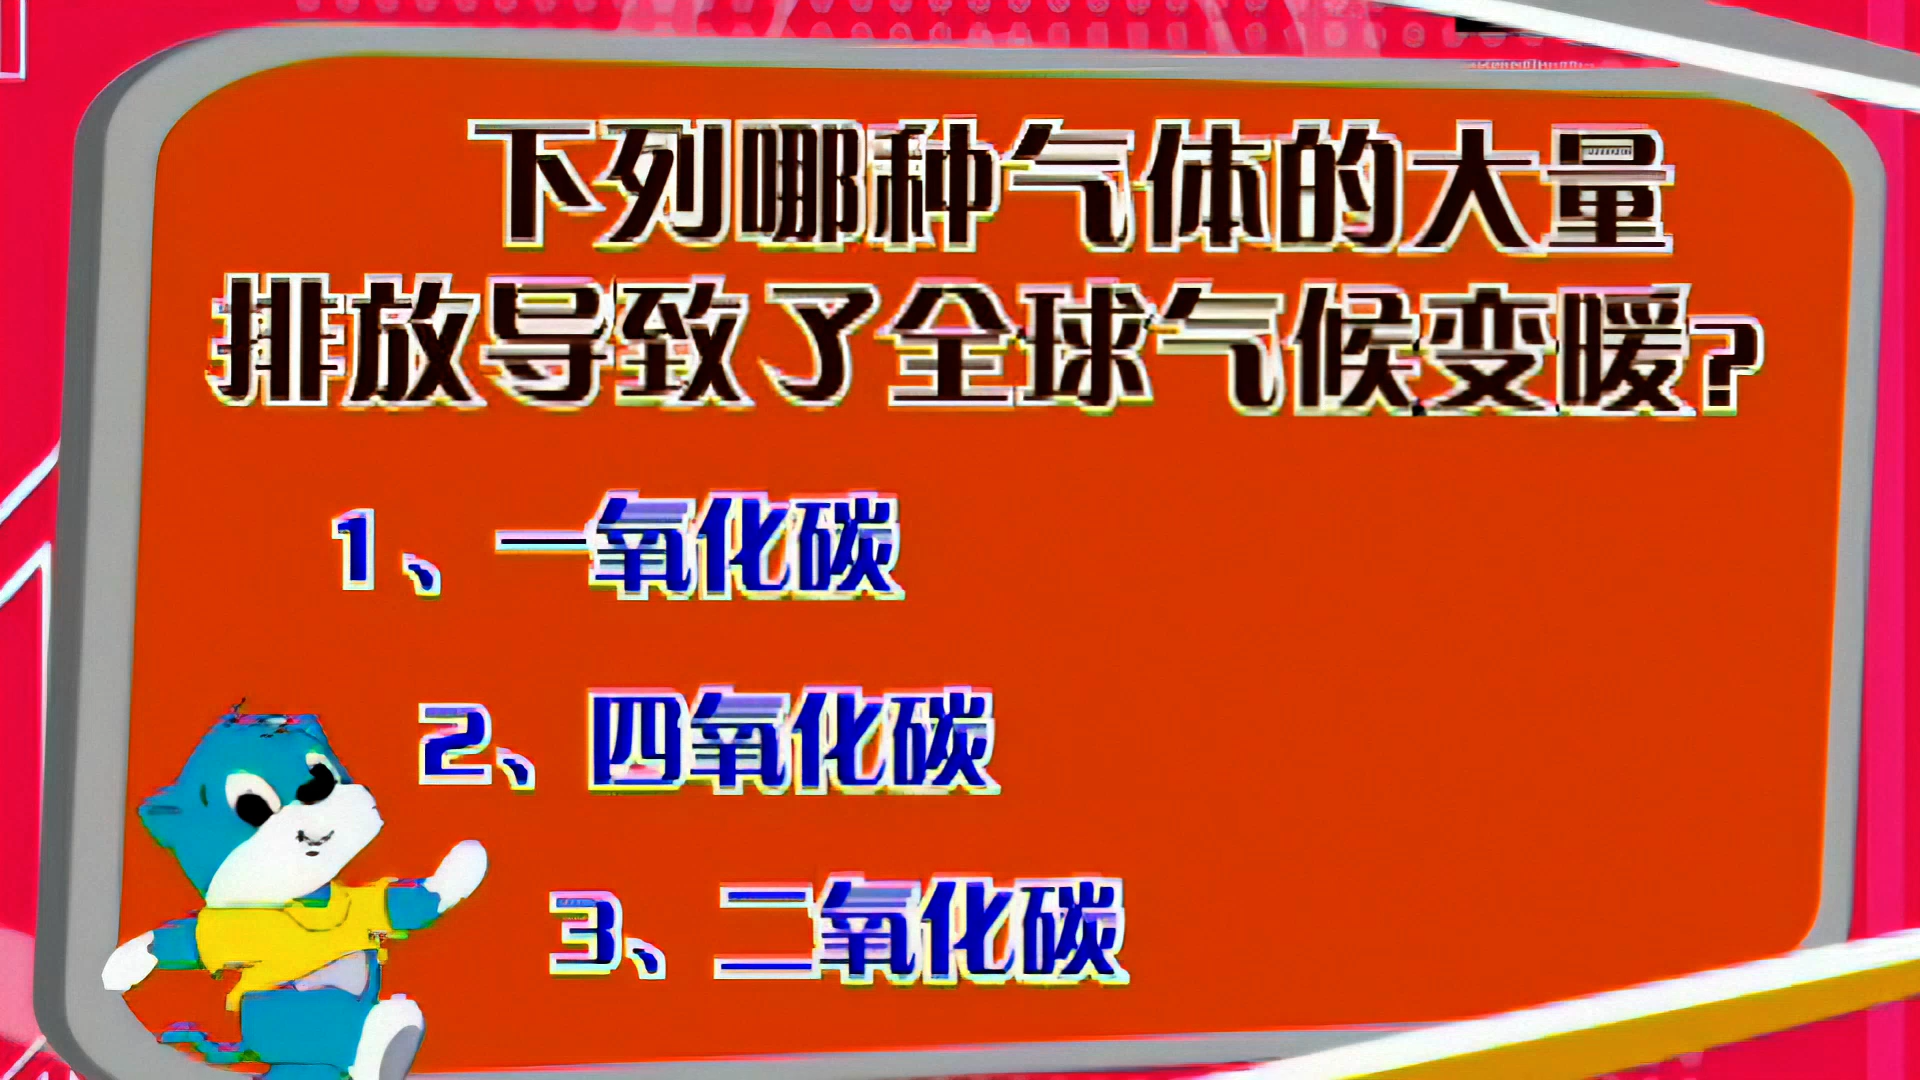 下列哪种气体的大量
排放导致了全球气候变暖?
1、一氧化碳
2、四氧化碳
3、二氧化碳